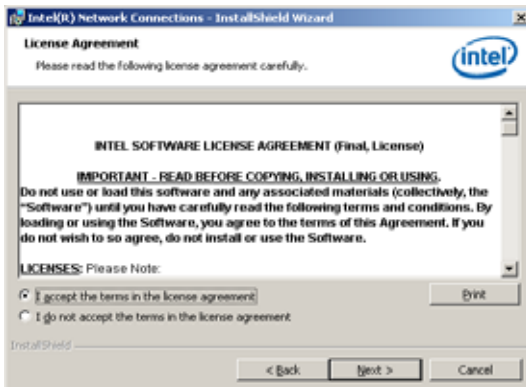 Intel(R) Network Connections - InstallShield Wizard
License Agreement
Please read the following license agreement carefully.
intel
INTEL SOFTWARE LICENSE AGREEMENT (Final, License)
IMPORTANT - READ BEFORE COPYING, INSTALLING OR USING.
Do not use or load this software and any associated materials (collectively, the
“Software”) until you have carefully read the following terms and conditions. By
loading or using the Software, you agree to the terms of this Agreement. If you
do not wish to so agree, do not install or use the Software.
LICENSES: Please Note:
I accept the terms in the license agreement
Print
I do not accept the terms in the license agreement
InstallShield
< Back
Next >
Cancel